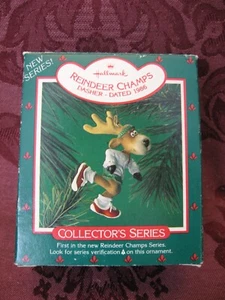 NEW
SERIES!
Hallmark
REINDEER CHAMPS
DASHER - DATED 1986
COLLECTOR'S SERIES
First in the new Reindeer Champs Series.
Look for series verification on this ornament.